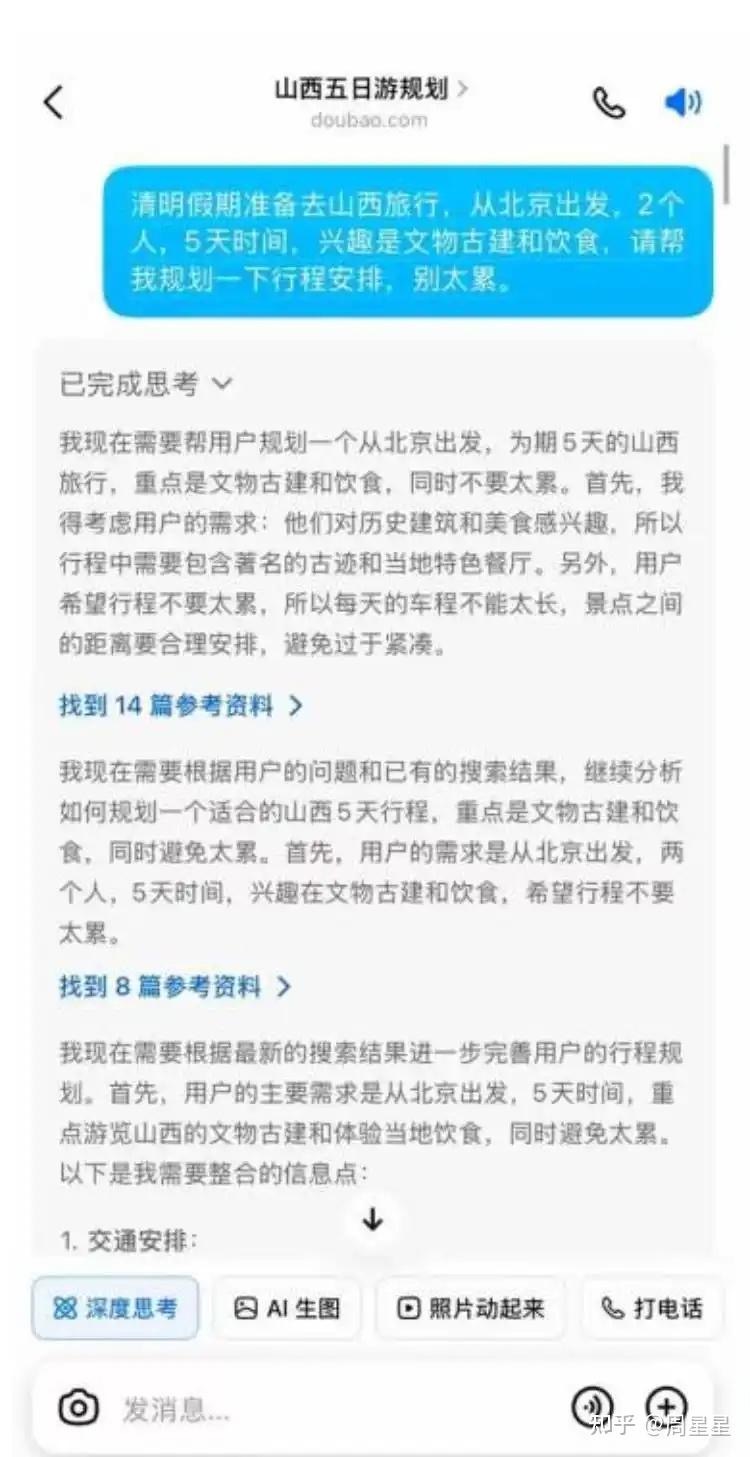 山西五日游规划
doubao.com
清明假期准备去山西旅行，从北京出发，2个
人，5天时间，兴趣是文物古建和饮食，请帮
我规划一下行程安排，别太累。
已完成思考
我现在需要帮用户规划一个从北京出发，为期5天的山西
旅行，重点是文物古建和饮食，同时不要太累。首先，我
得考虑用户的需求：他们对历史建筑和美食感兴趣，所以
行程中需要包含著名的古迹和当地特色餐厅。另外，用户
希望行程不要太累，所以每天的车程不能太长，景点之间
的距离要合理安排，避免过于紧凑。
找到 14 篇参考资料
我现在需要根据用户的问题和已有的搜索结果，继续分析
如何规划一个适合的山西5天行程，重点是文物古建和饮
食，同时避免太累。首先，用户的需求是从北京出发，两
个人，5天时间，兴趣在文物古建和饮食，希望行程不要
太累。
找到 8 篇参考资料
我现在需要根据最新的搜索结果进一步完善用户的行程规
划。首先，用户的主要需求是从北京出发，5天时间，重
点游览山西的文物古建和体验当地饮食，同时避免太累。
以下是我需要整合的信息点：
1. 交通安排：
深度思考
AI 生图
照片动起来
打电话
发消息...
知乎 @周星星